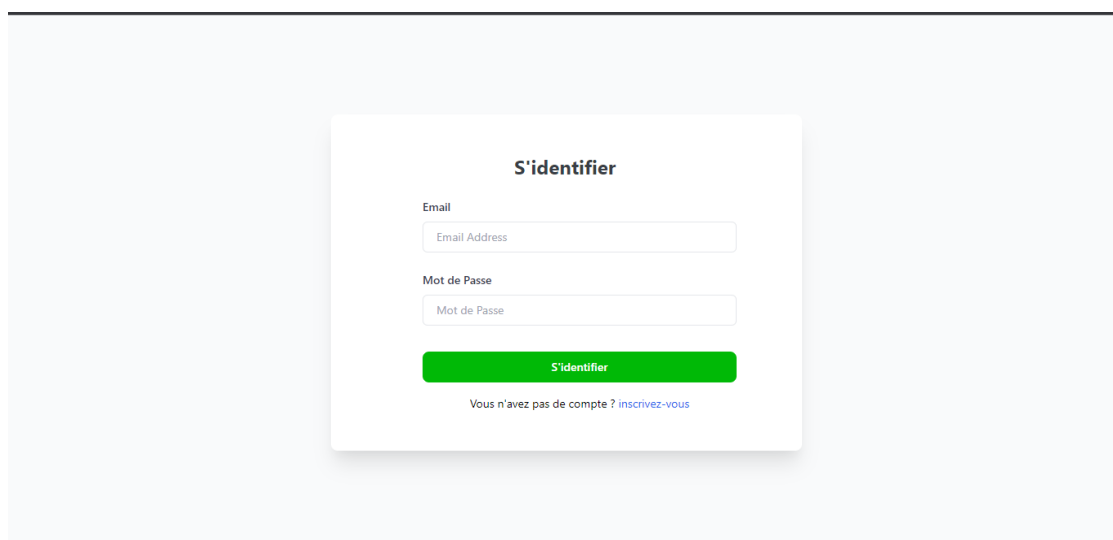 S'identifier
Email
Email Address
Mot de Passe
Mot de Passe
S'identifier
Vous n'avez pas de compte ? inscrivez-vous